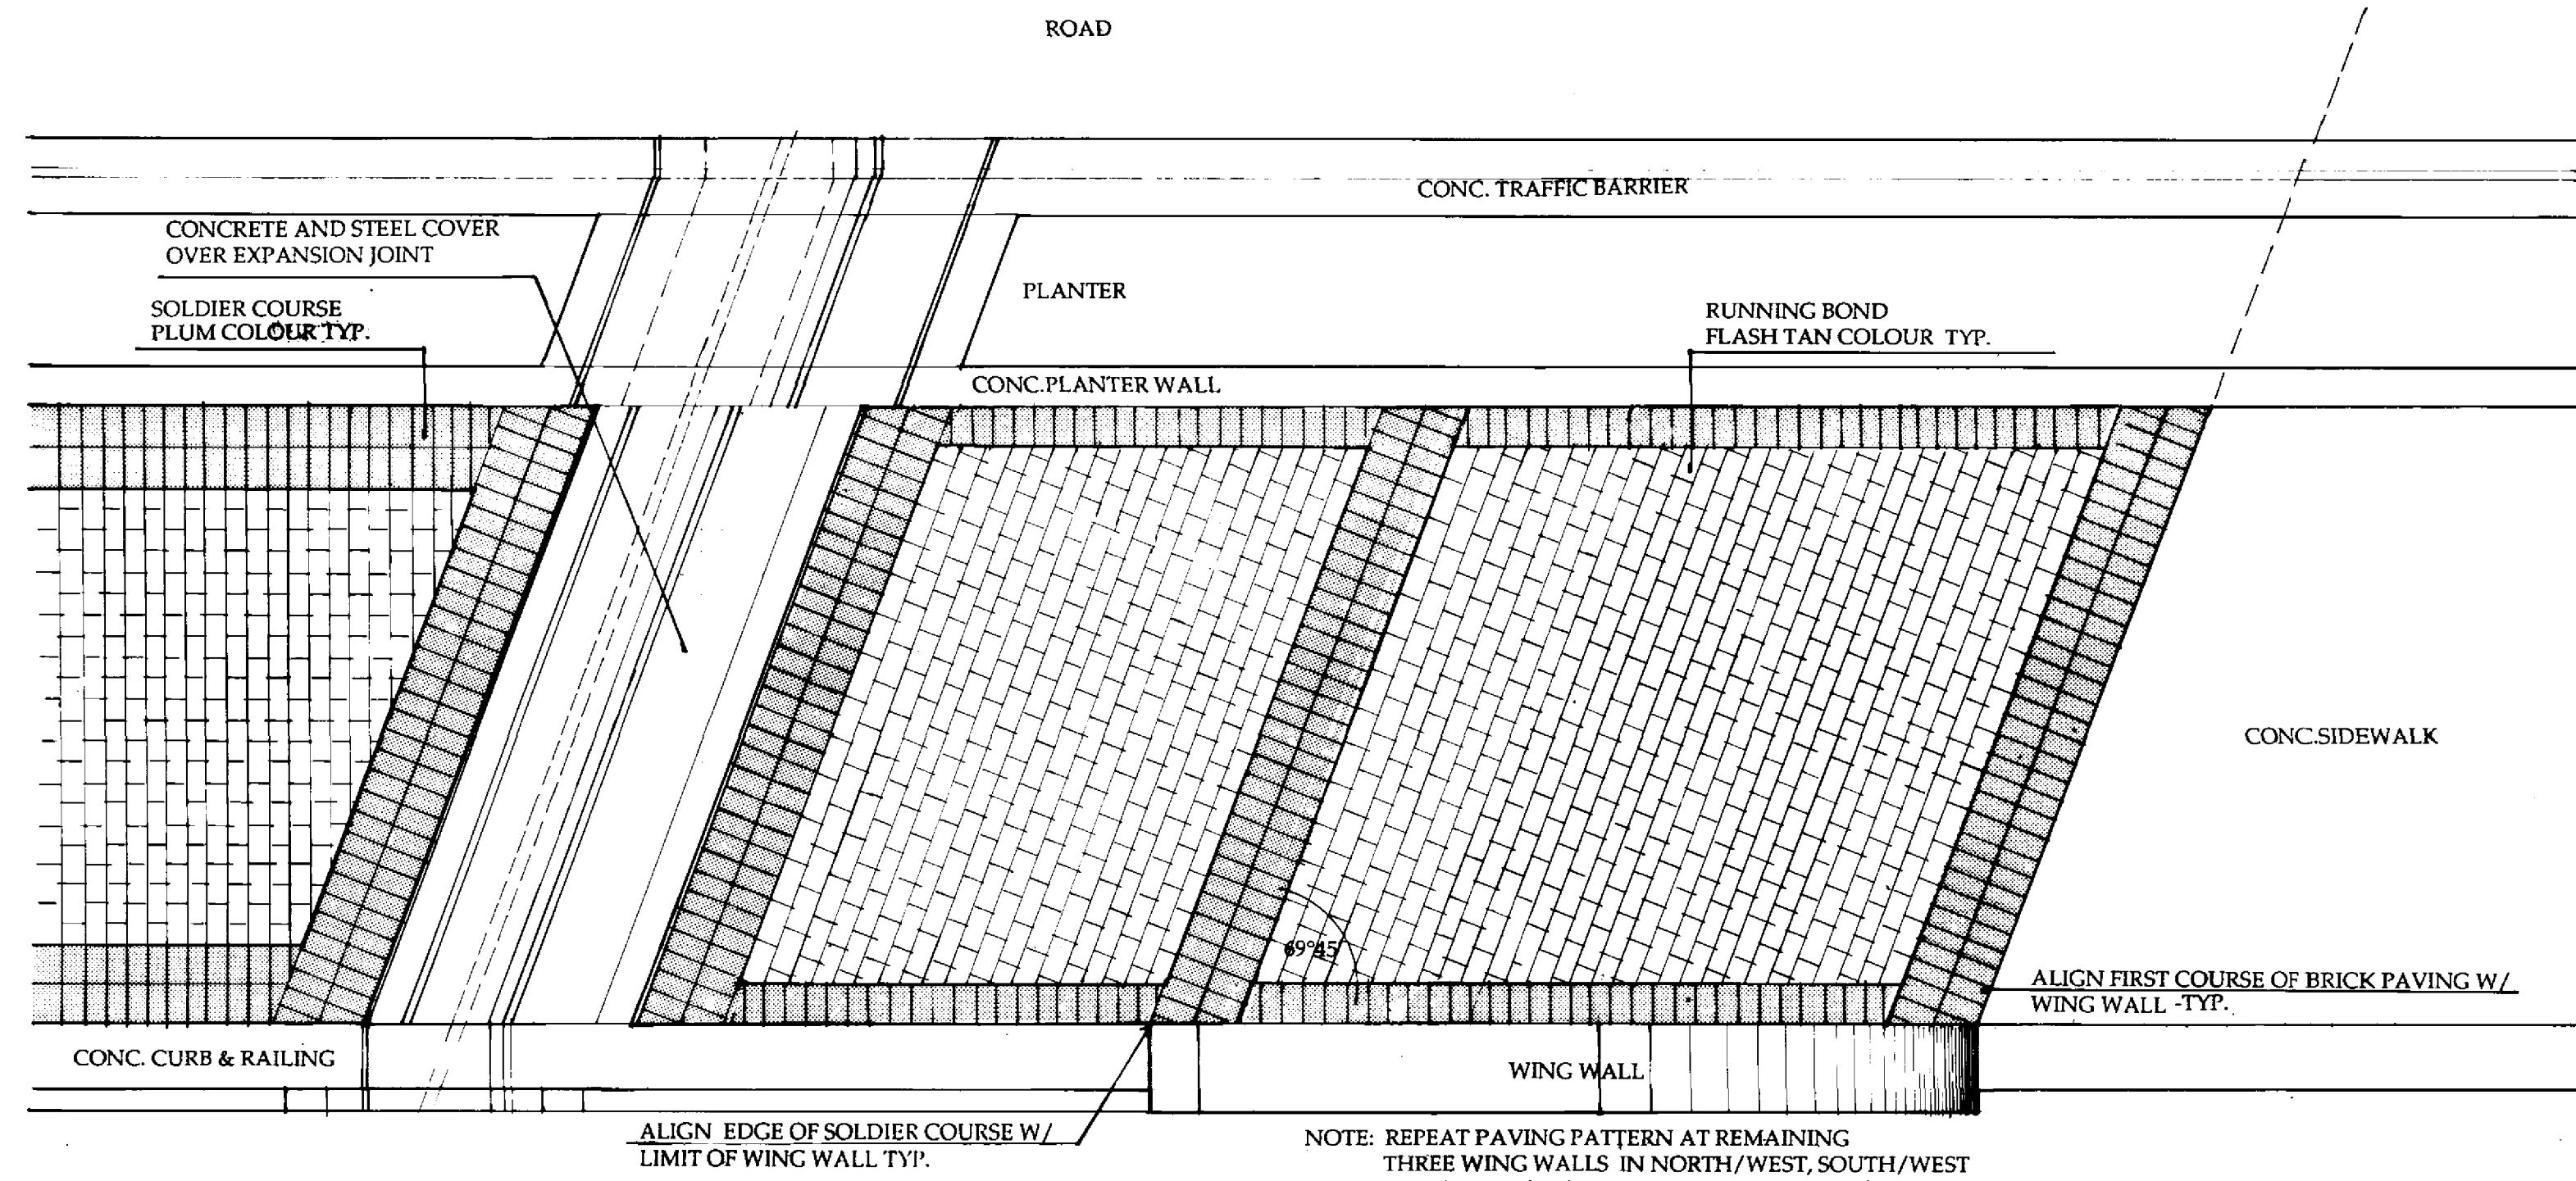 ROAD
CONC. TRAFFIC BARRIER
CONCRETE AND STEEL COVER
OVER EXPANSION JOINT
PLANTER
SOLDIER COURSE
PLUM COLOUR TYP.
RUNNING BOND
FLASH TAN COLOUR TYP.
CONC.PLANTER WALL
CONC.SIDEWALK
69°45'
ALIGN FIRST COURSE OF BRICK PAVING W/
WING WALL -TYP.
CONC. CURB & RAILING
WING WALL
ALIGN EDGE OF SOLDIER COURSE W/
LIMIT OF WING WALL TYP.
NOTE: REPEAT PAVING PATTERN AT REMAINING
THREE WING WALLS IN NORTH/WEST, SOUTH/WEST